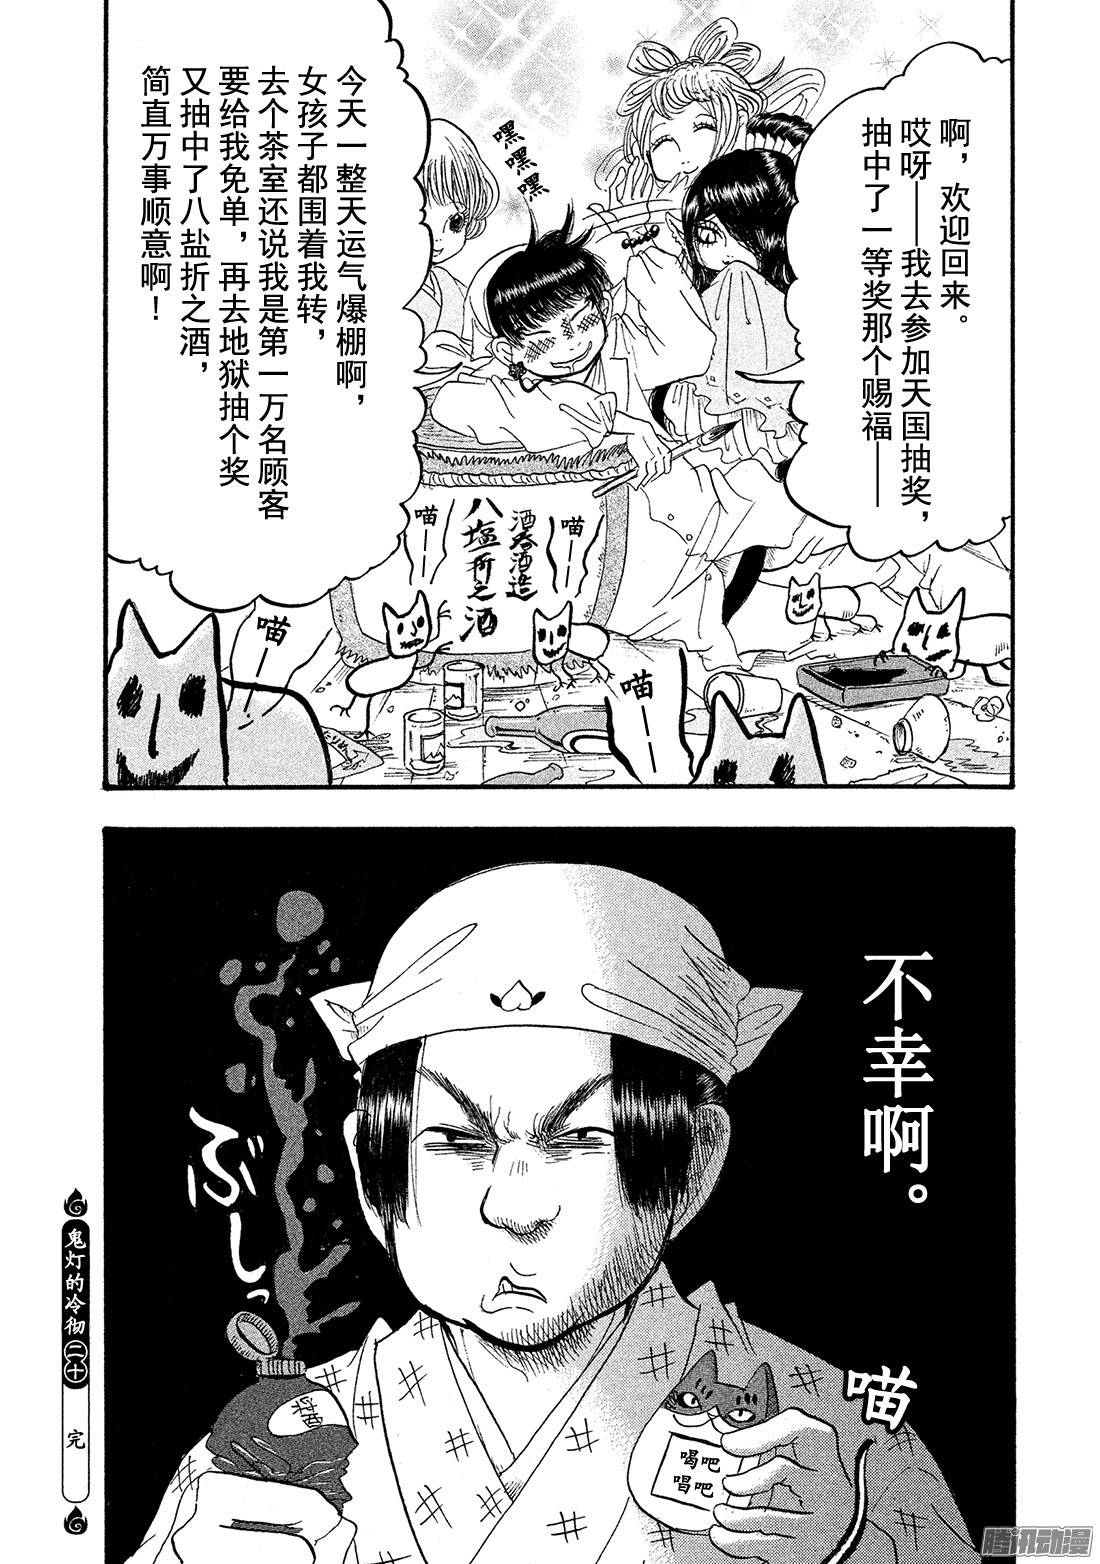 啊，欢迎回来。
哎呀——我去参加天国抽奖，
抽中了一等奖那个赐福——
嘿嘿嘿
今天一整天运气爆棚啊，
女孩子都围着我转，
去个茶室还说我是第一万名顾客
要给我免单，再去地狱抽个奖
又抽中了八盐折之酒，
简直万事顺意啊！
喵——
酒呑酒造
八塩折之酒
喵——
喵——
喵——
不幸啊。
ぶしっ
喵
喝吧
唱吧
鬼灯的冷彻 二十 完
腾讯动漫